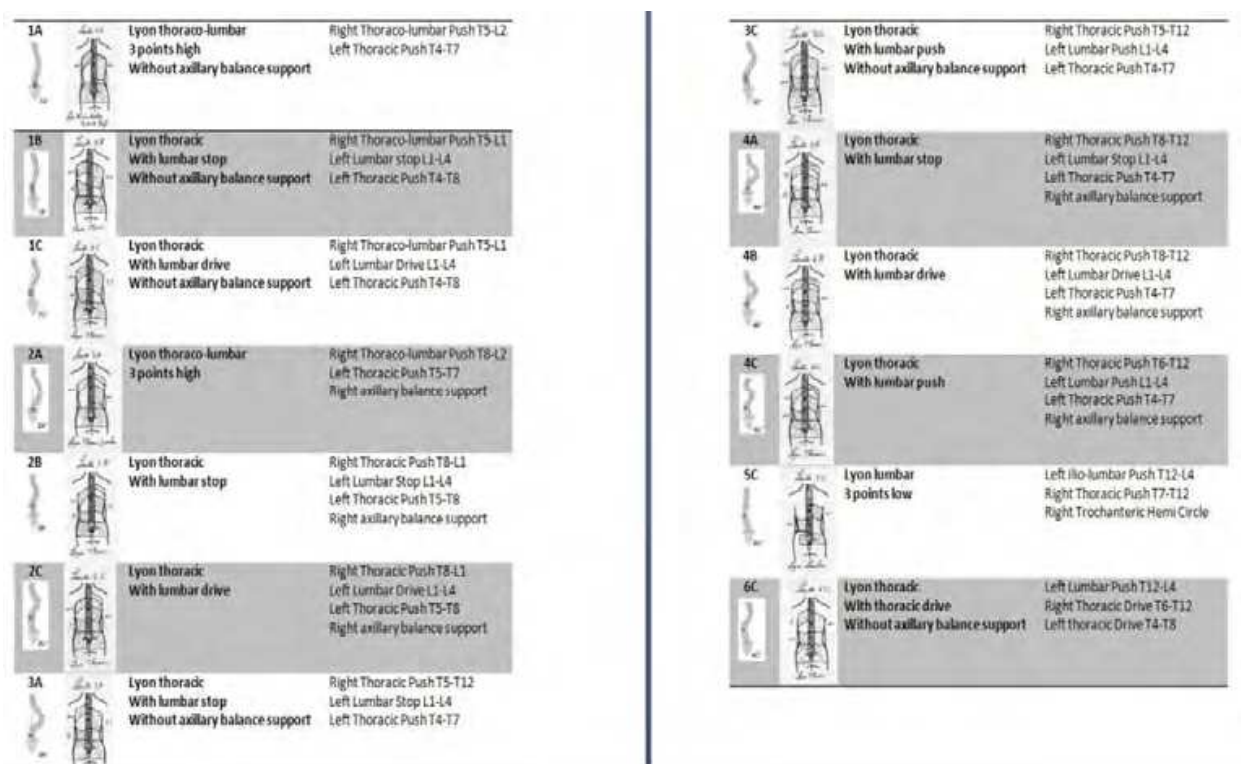 1A Lyon thoraco-lumbar Right Thoraco-lumbar Push T5-L2
3 points high Left Thoracic Push T4-T7
Without axillary balance support
1B Lyon thoracic Right Thoraco-lumbar Push T5-L1
With lumbar stop Left Lumbar stop L1-L4
Without axillary balance support Left Thoracic Push T4-T8
1C Lyon thoracic Right Thoraco-lumbar Push T5-L1
With lumbar drive Left Lumbar Drive L1-L4
Without axillary balance support Left Thoracic Push T4-T8
2A Lyon thoraco-lumbar Right Thoraco-lumbar Push T8-L2
3 points high Left Thoracic Push T5-T7
Right axillary balance support
2B Lyon thoracic Right Thoracic Push T8-L1
With lumbar stop Left Lumbar Stop L1-L4
Left Thoracic Push T5-T8
Right axillary balance support
2C Lyon thoracic Right Thoracic Push T8-L1
With lumbar drive Left Lumbar Drive L1-L4
Left Thoracic Push T5-T8
Right axillary balance support
3A Lyon thoracic Right Thoracic Push T5-T12
With lumbar stop Left Lumbar Stop L1-L4
Without axillary balance support Left Thoracic Push T4-T7
3C Lyon thoracic Right Thoracic Push T5-T12
With lumbar push Left Lumbar Push L1-L4
Without axillary balance support Left Thoracic Push T4-T7
4A Lyon thoracic Right Thoracic Push T8-T12
With lumbar stop Left Lumbar Stop L1-L4
Left Thoracic Push T4-T7
Right axillary balance support
4B Lyon thoracic Right Thoracic Push T8-T12
With lumbar drive Left Lumbar Drive L1-L4
Left Thoracic Push T4-T7
Right axillary balance support
4C Lyon thoracic Right Thoracic Push T6-T12
With lumbar push Left Lumbar Push L1-L4
Left Thoracic Push T4-T7
Right axillary balance support
5C Lyon lumbar Left Ilio-lumbar Push T12-L4
3 points low Right Thoracic Push T7-T12
Right Trochanteric Hemi Circle
6C Lyon thoracic Left Lumbar Push T12-L4
With thoracic drive Right Thoracic Drive T6-T12
Without axillary balance support Left thoracic Drive T4-T8